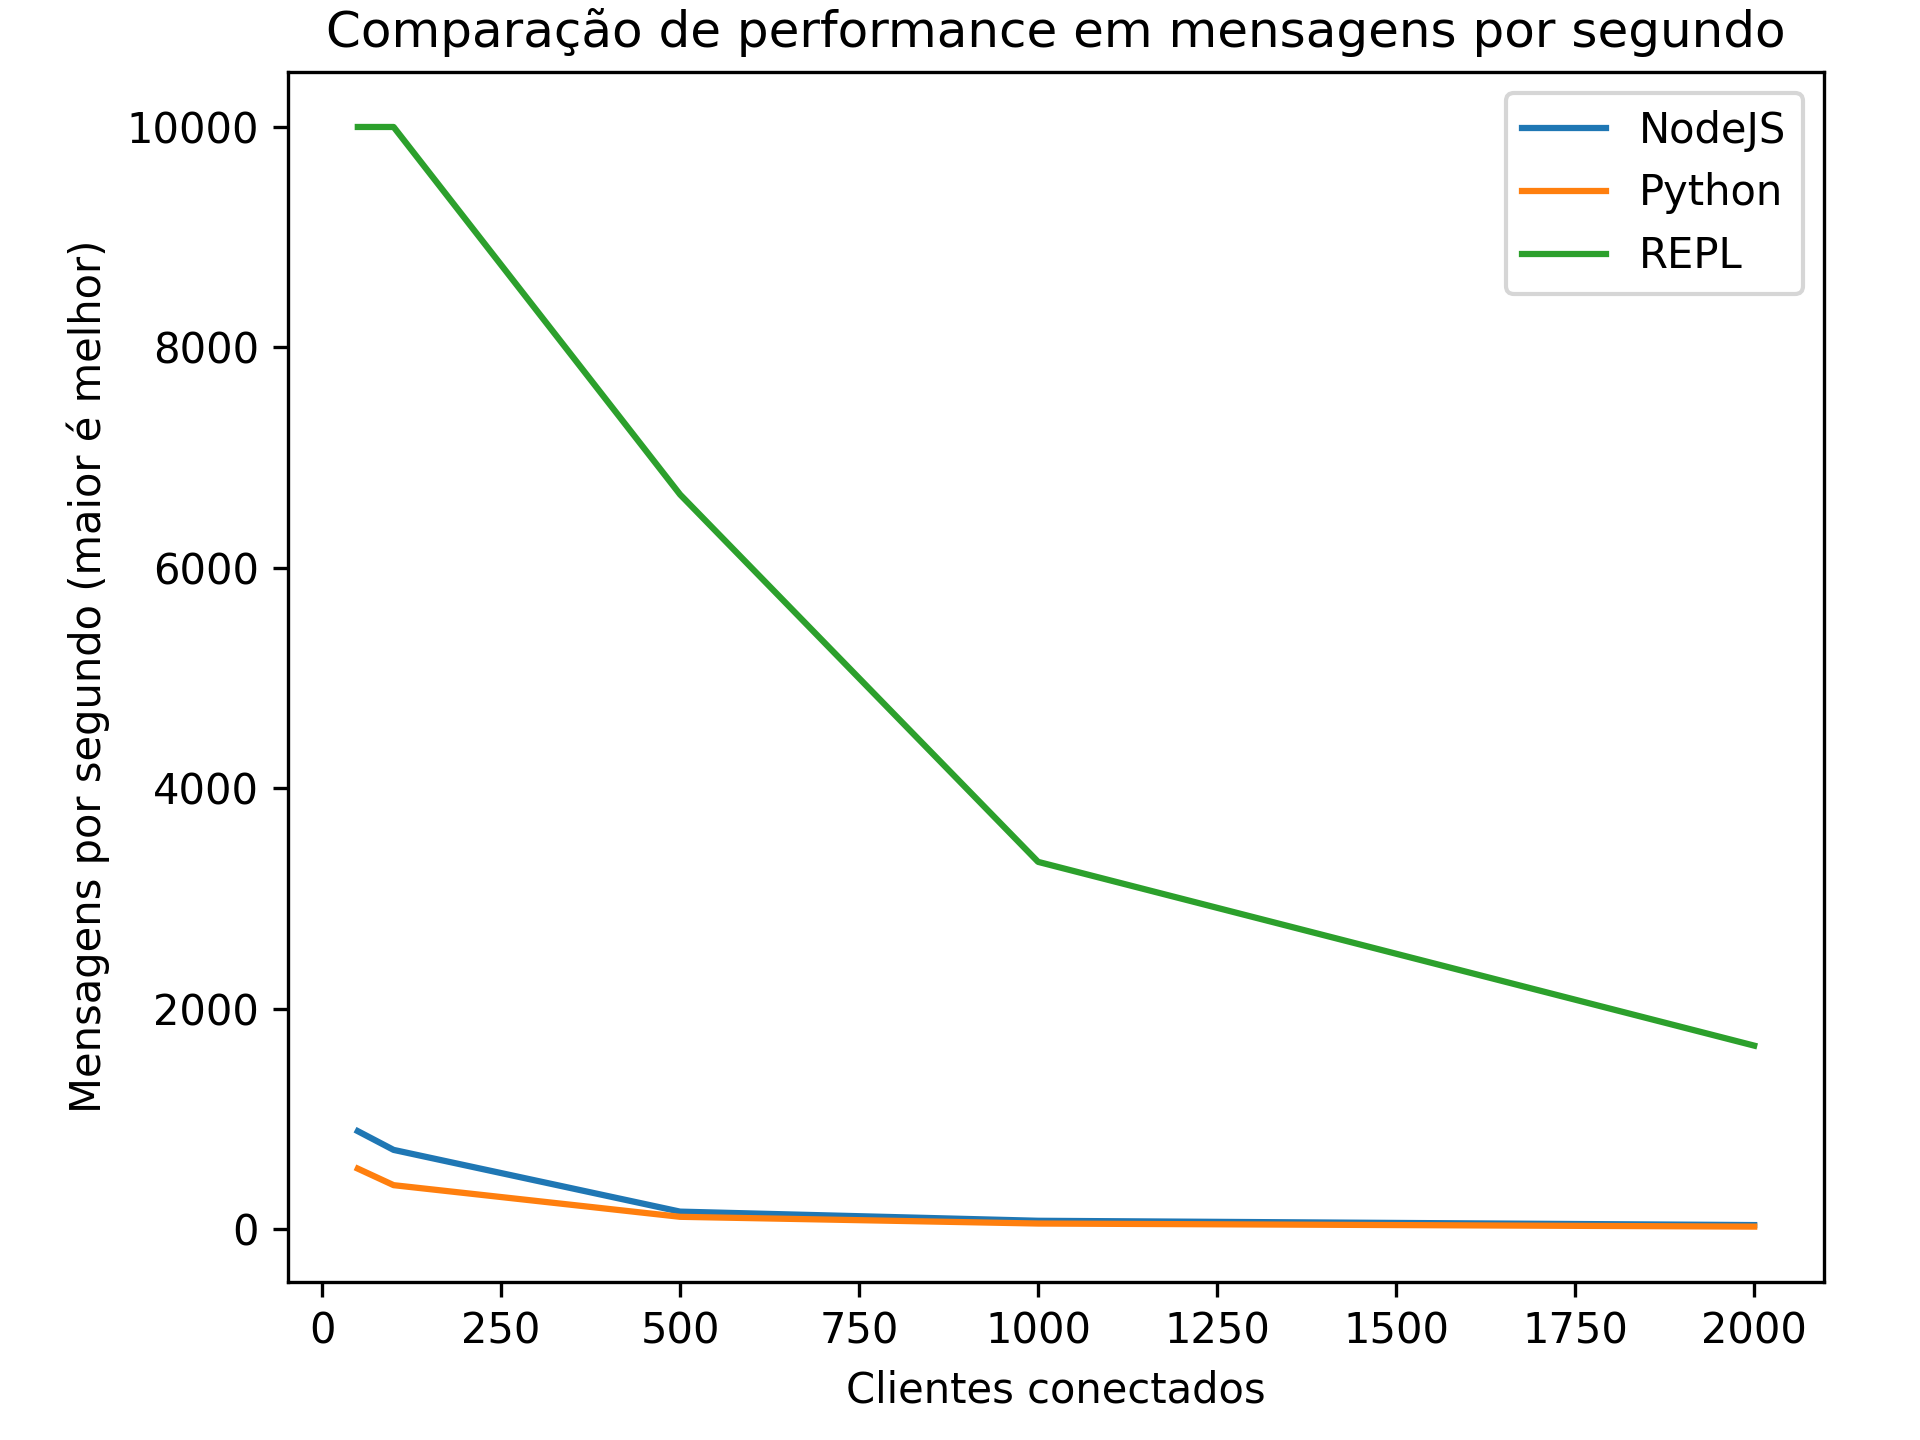 Comparação de performance em mensagens por segundo
NodeJS
Python
REPL
Mensagens por segundo (maior é melhor)
10000
8000
6000
4000
2000
0
0 250 500 750 1000 1250 1500 1750 2000
Clientes conectados